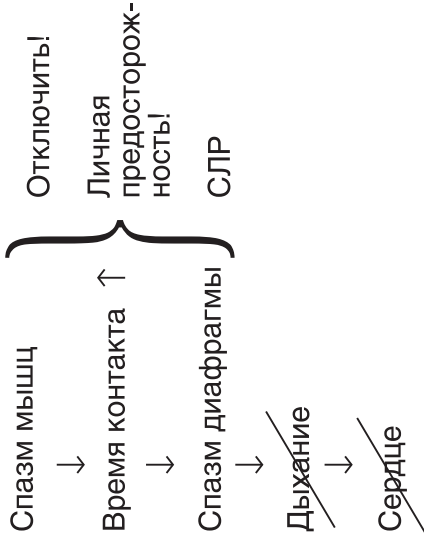 Спазм мышц
Время контакта
Спазм диафрагмы
Дыхание
Сердце
Отключить!
Личная
предосторож-
ность!
СЛР